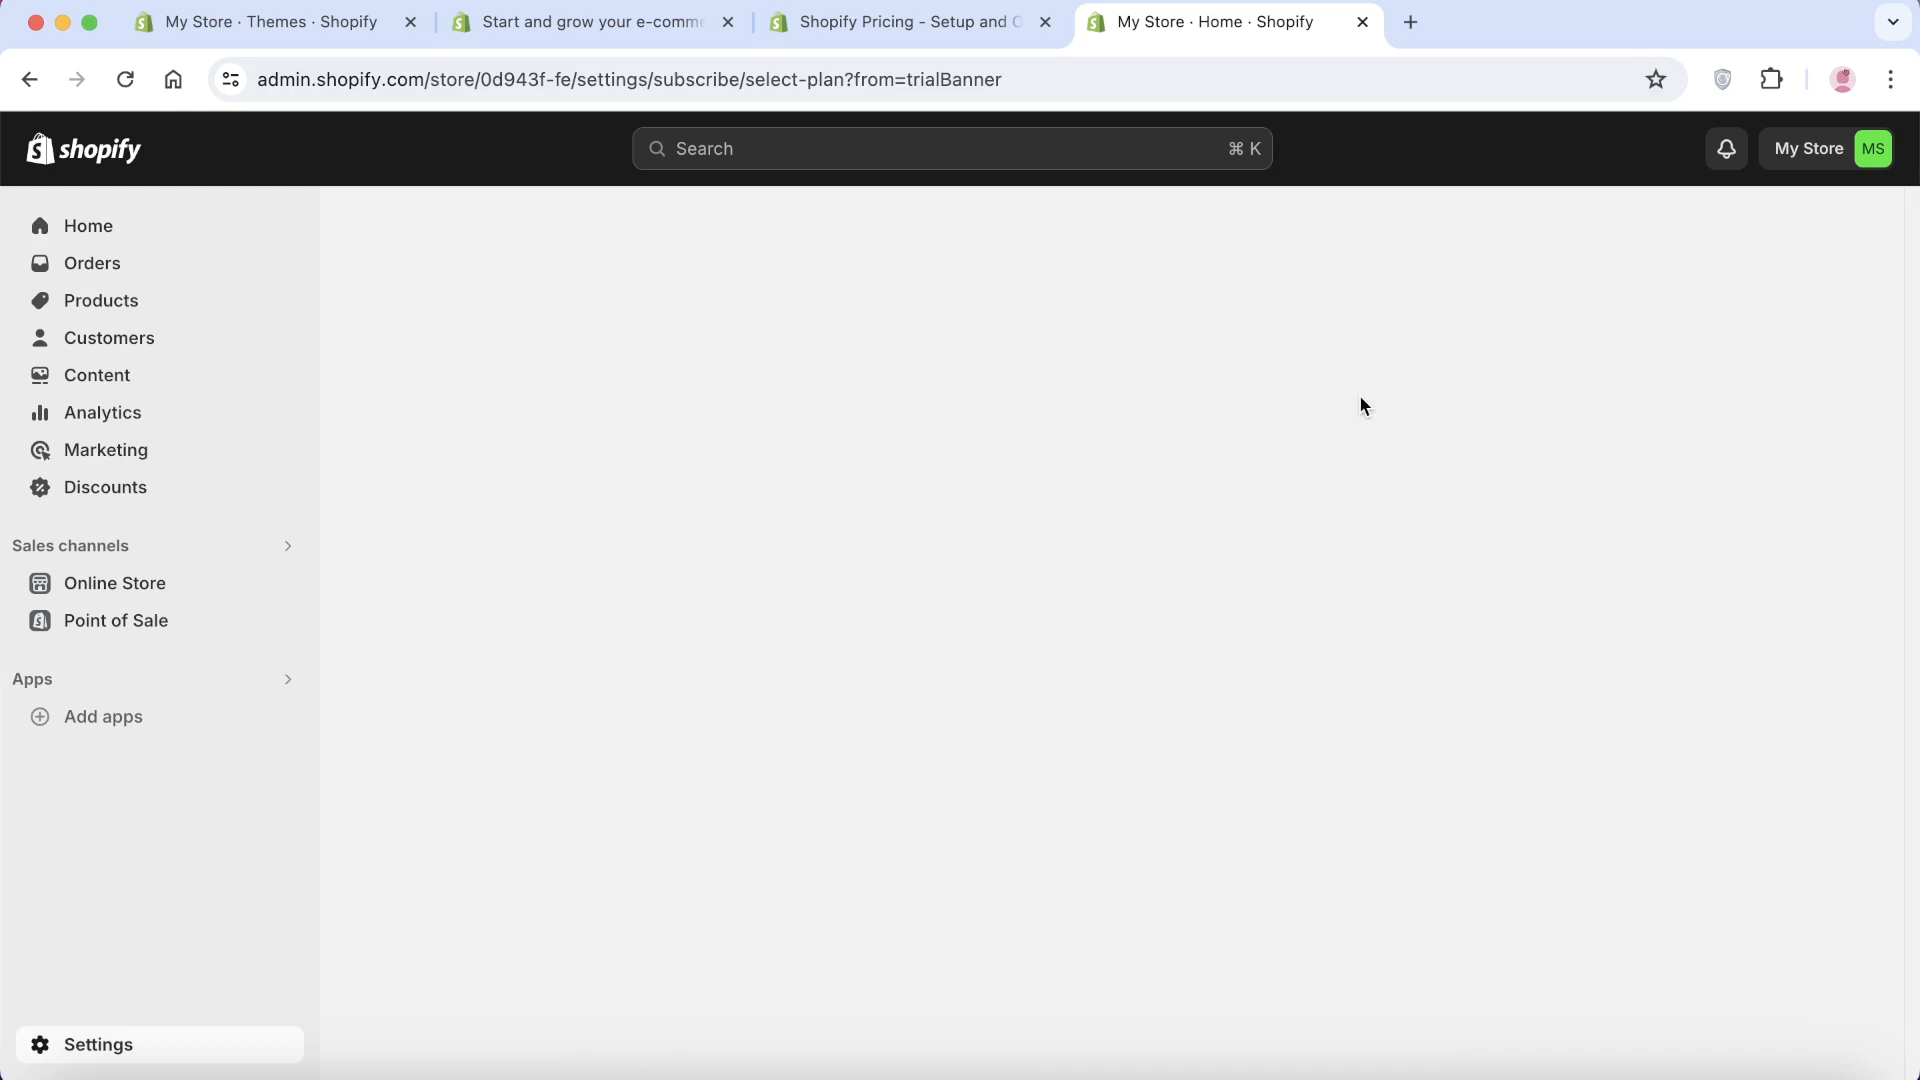 My Store · Themes · Shopify
Start and grow your e-comme
Shopify Pricing - Setup and O
My Store · Home · Shopify
admin.shopify.com/store/0d943f-fe/settings/subscribe/select-plan?from=trialBanner
shopify
Search
⌘ K
My Store
MS
Home
Orders
Products
Customers
Content
Analytics
Marketing
Discounts
Sales channels
Online Store
Point of Sale
Apps
Add apps
Settings